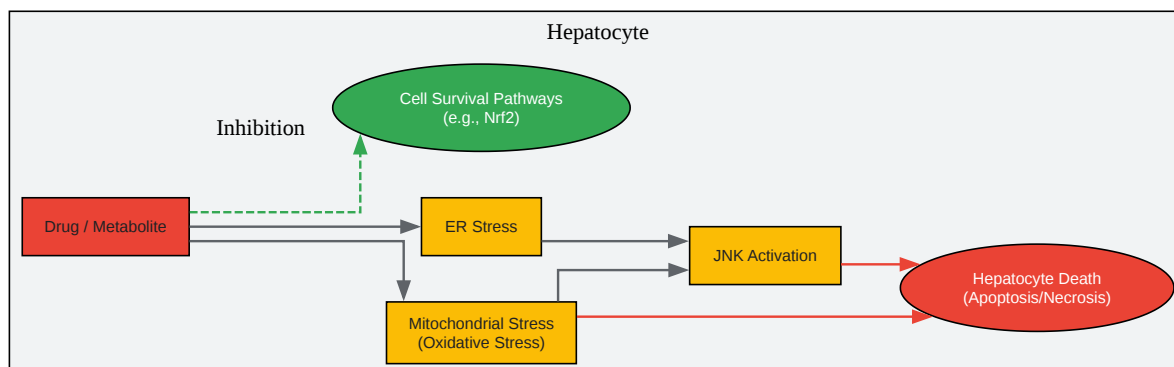 Hepatocyte
Cell Survival Pathways
(e.g., Nrf2)
Inhibition
Drug / Metabolite
ER Stress
JNK Activation
Hepatocyte Death
(Apoptosis/Necrosis)
Mitochondrial Stress
(Oxidative Stress)